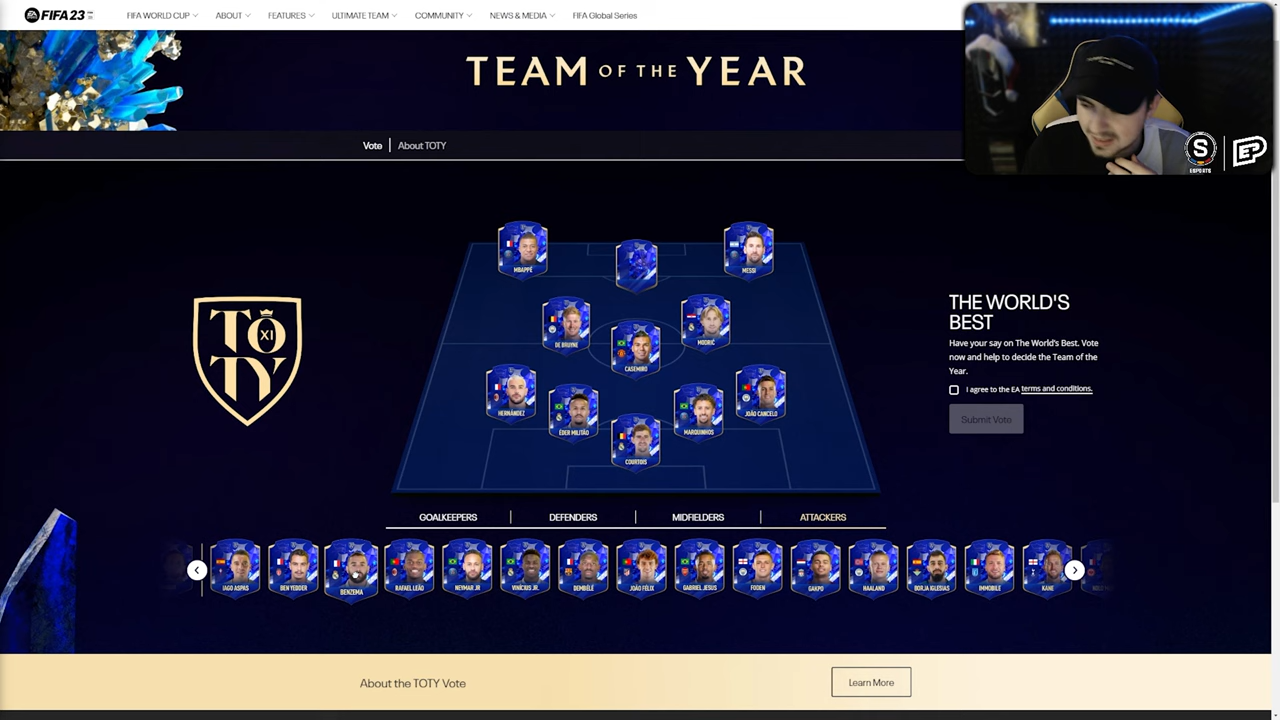 FIFA 23
FIFA WORLD CUP
ABOUT
FEATURES
ULTIMATE TEAM
COMMUNITY
NEWS & MEDIA
FIFA Global Series
TEAM OF THE YEAR
Vote
About TOTY
S
ESPORTS
EP
MBAPPÉ
MESSI
DE BRUYNE
MODRIĆ
CASEMIRO
HERNÁNDEZ
ÉDER MILITÃO
MARQUINHOS
JOÃO CANCELO
COURTOIS
TO
XI
TY
THE WORLD'S
BEST
Have your say on The World's Best. Vote
now and help to decide the Team of the
Year.
I agree to the EA terms and conditions.
Submit Vote
GOALKEEPERS
DEFENDERS
MIDFIELDERS
ATTACKERS
IAGO ASPAS
BEN YEDDER
BENZEMA
RAFAEL LEÃO
NEYMAR JR
VINÍCIUS JR.
DEMBÉLÉ
JOÃO FÉLIX
GABRIEL JESUS
FODEN
GAKPO
HAALAND
BORJA IGLESIAS
IMMOBILE
KANE
About the TOTY Vote
Learn More